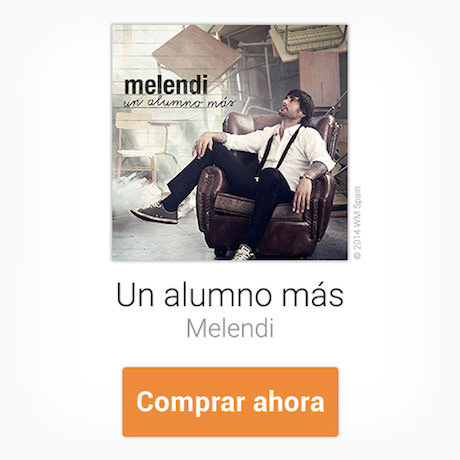 melendi
un alumno más
© 2014 WM Spain
Un alumno más
Melendi
Comprar ahora